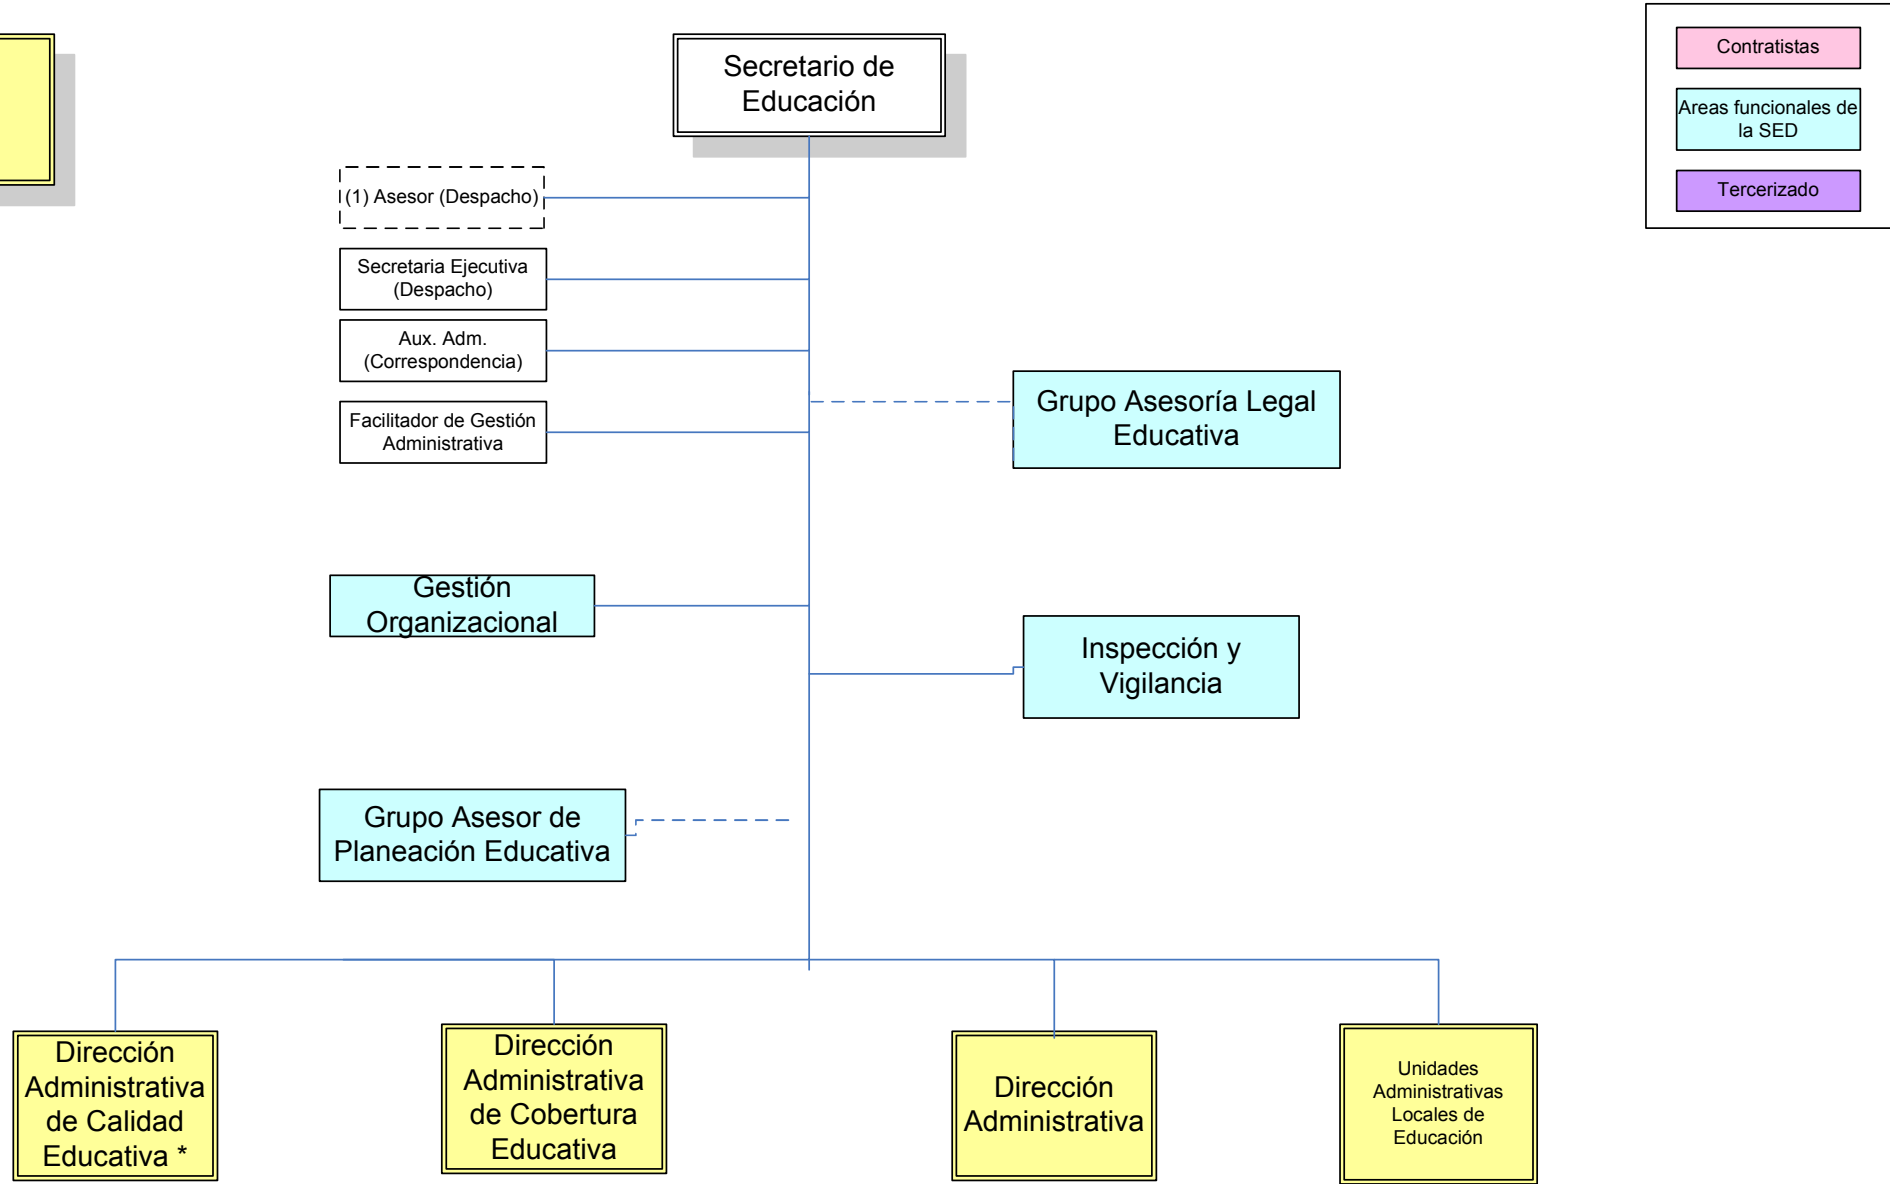 Secretario de
Educación
Contratistas
Areas funcionales de
la SED
Tercerizado
(1) Asesor (Despacho)
Secretaria Ejecutiva
(Despacho)
Aux. Adm.
(Correspondencia)
Facilitador de Gestión
Administrativa
Grupo Asesoría Legal
Educativa
Gestión
Organizacional
Inspección y
Vigilancia
Grupo Asesor de
Planeación Educativa
Dirección
Administrativa
de Calidad
Educativa *
Dirección
Administrativa
de Cobertura
Educativa
Dirección
Administrativa
Unidades
Administrativas
Locales de
Educación